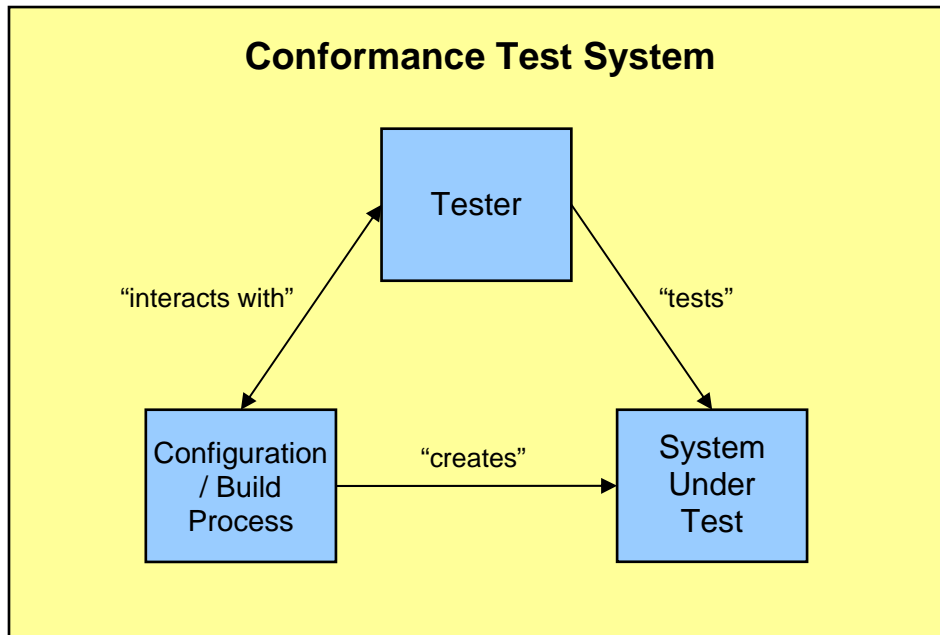 Conformance Test System
Tester
“interacts with”
“tests”
Configuration
/ Build
Process
“creates”
System
Under
Test